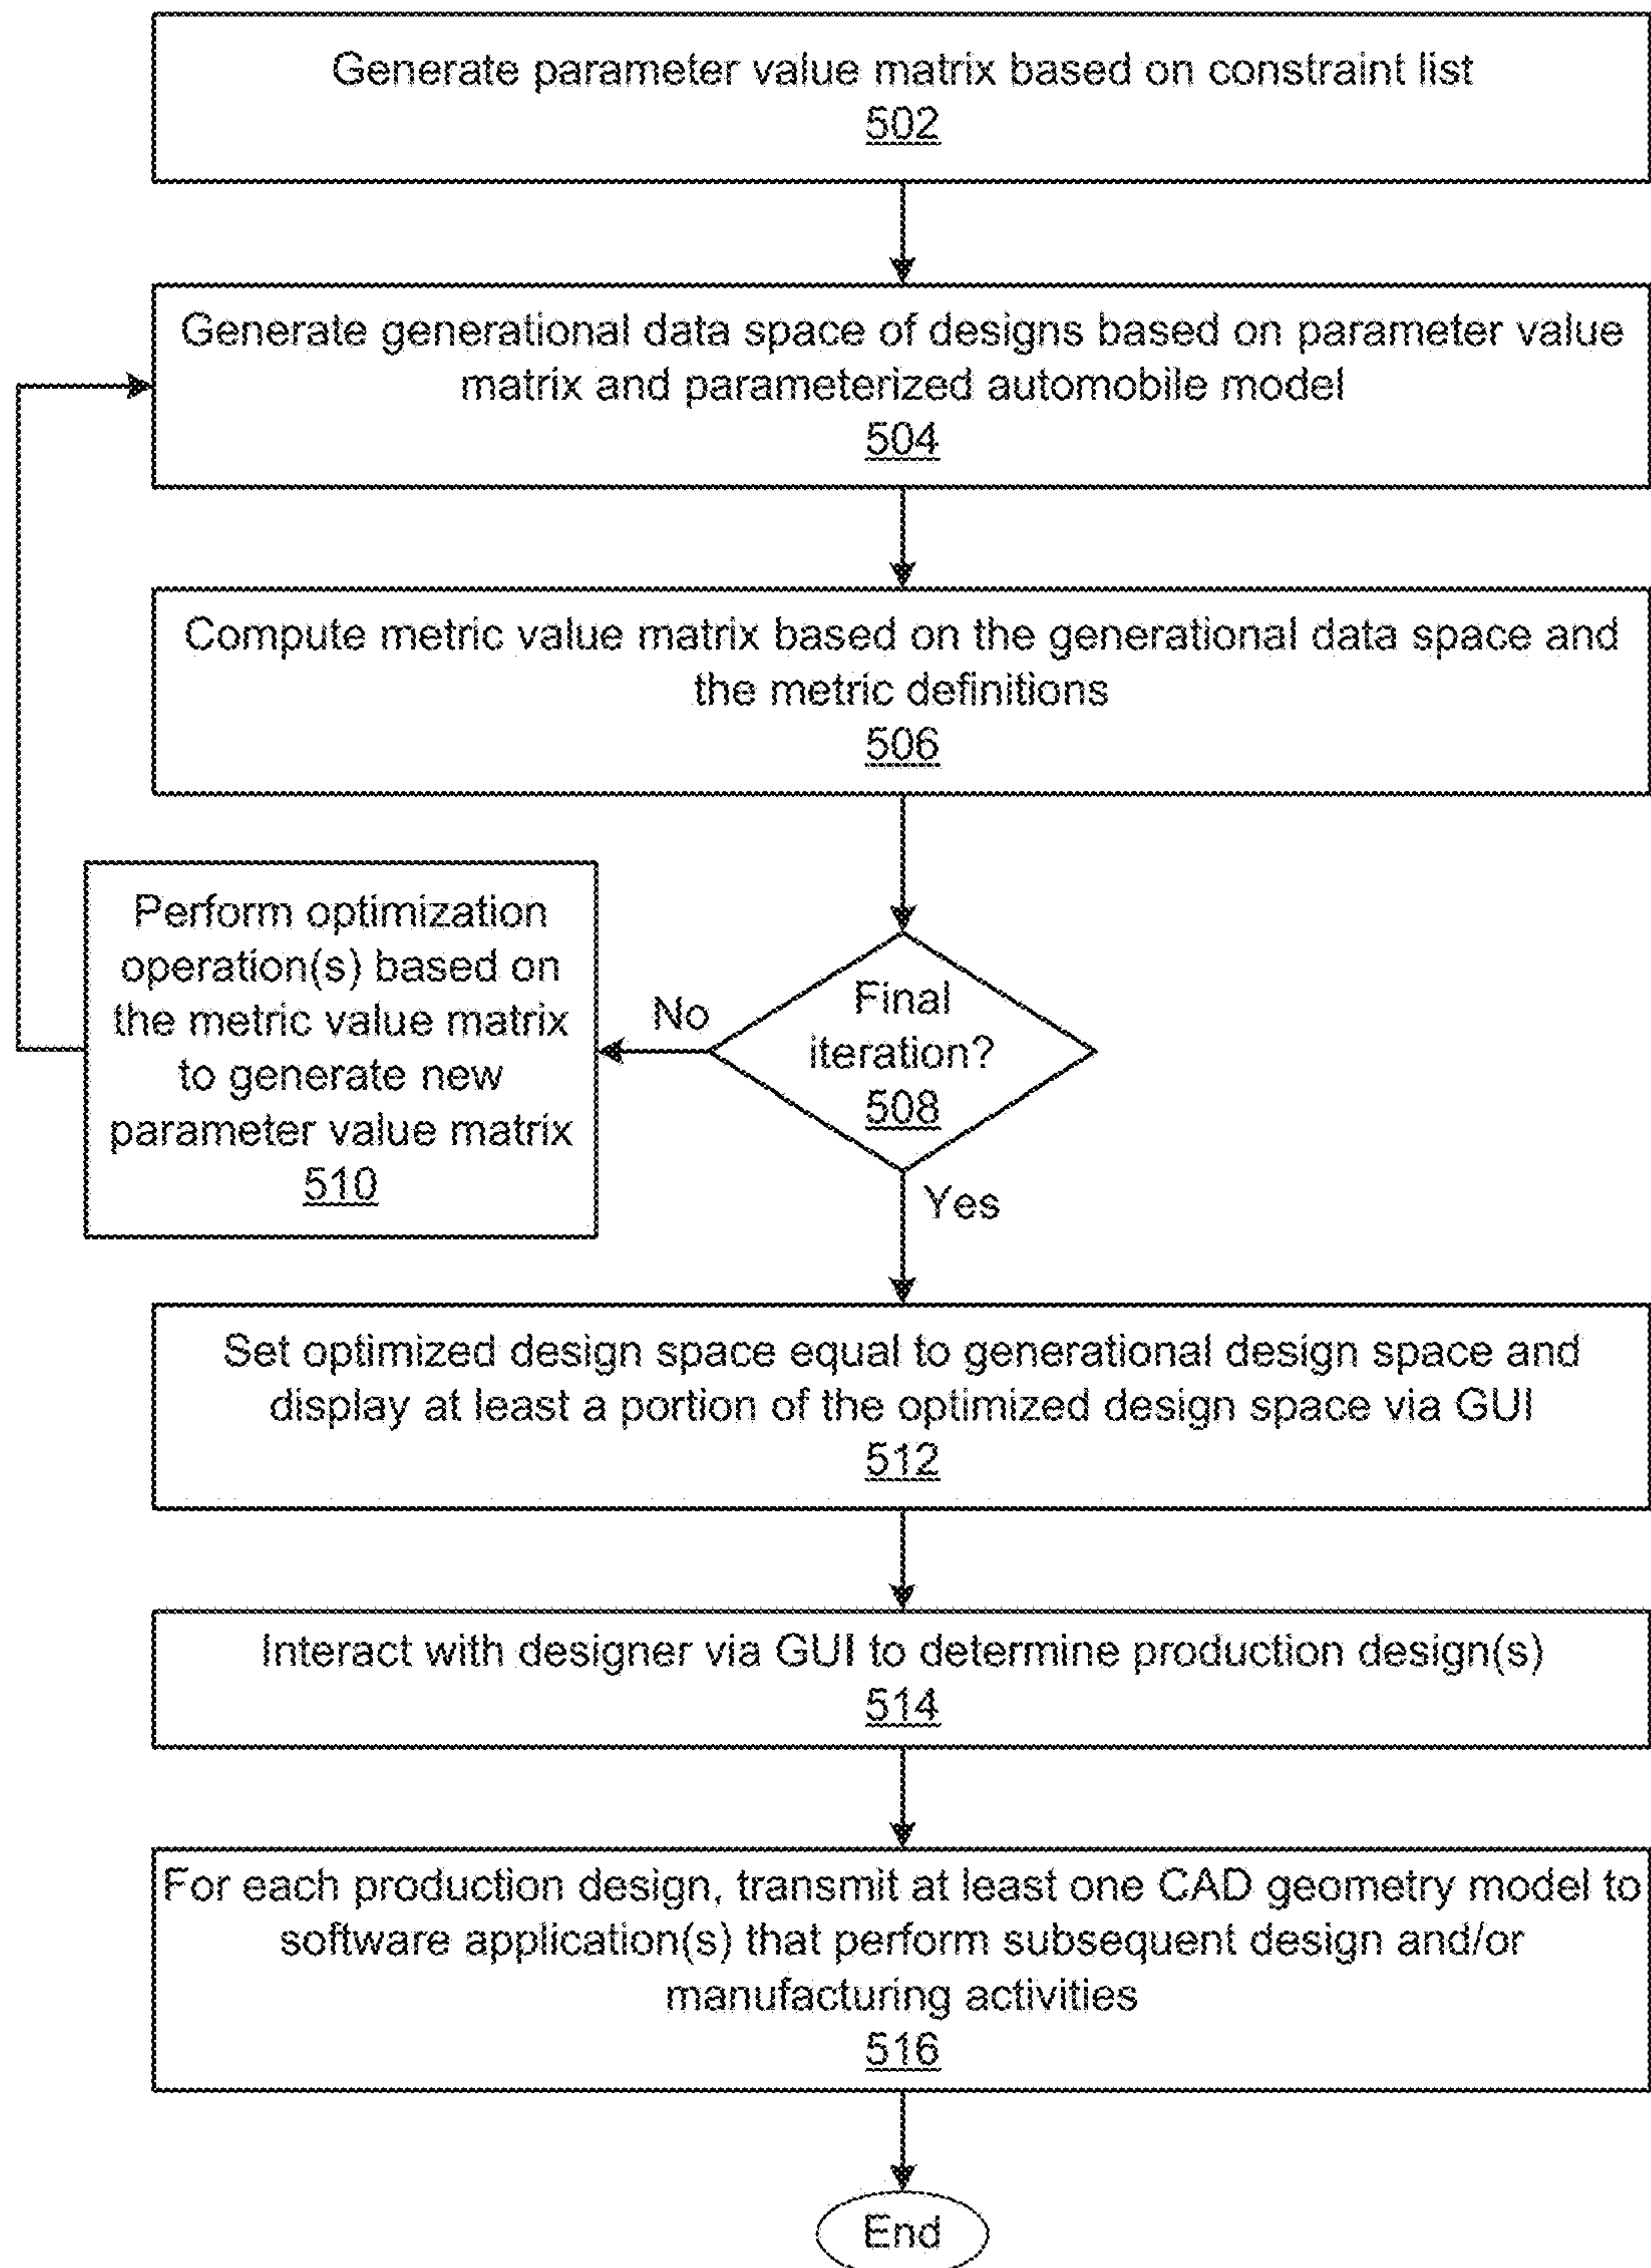 Generate parameter value matrix based on constraint list
502
Generate generational data space of designs based on parameter value
matrix and parameterized automobile model
504
Compute metric value matrix based on the generational data space and
the metric definitions
506
Perform optimization
operation(s) based on
the metric value matrix
to generate new
parameter value matrix
510
No
Final
iteration?
508
Yes
Set optimized design space equal to generational design space and
display at least a portion of the optimized design space via GUI
512
Interact with designer via GUI to determine production design(s)
514
For each production design, transmit at least one CAD geometry model to
software application(s) that perform subsequent design and/or
manufacturing activities
516
End